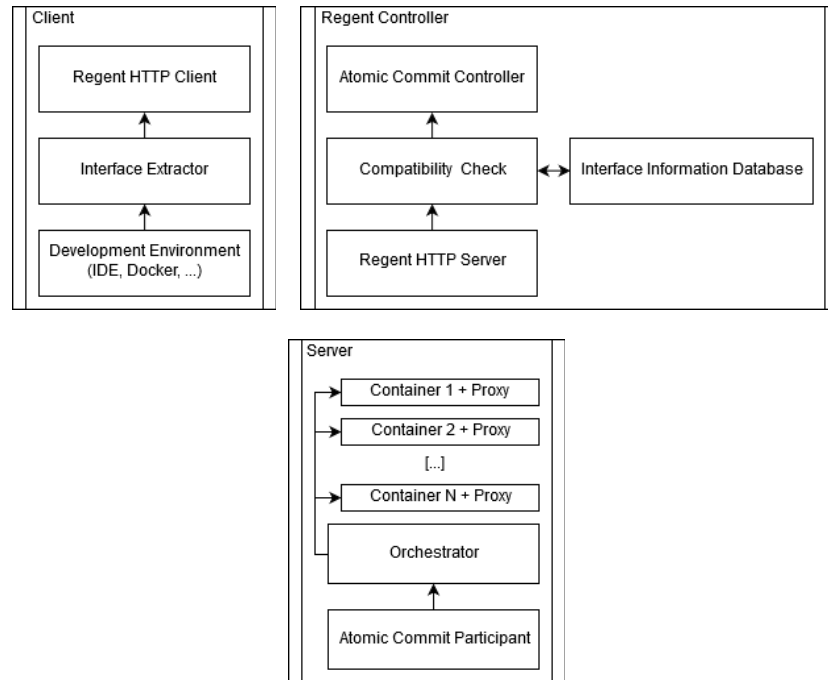 Client
Regent HTTP Client
Interface Extractor
Development Environment
(IDE, Docker, ...)
Regent Controller
Atomic Commit Controller
Compatibility Check
Interface Information Database
Regent HTTP Server
Server
Container 1 + Proxy
Container 2 + Proxy
[...]
Container N + Proxy
Orchestrator
Atomic Commit Participant